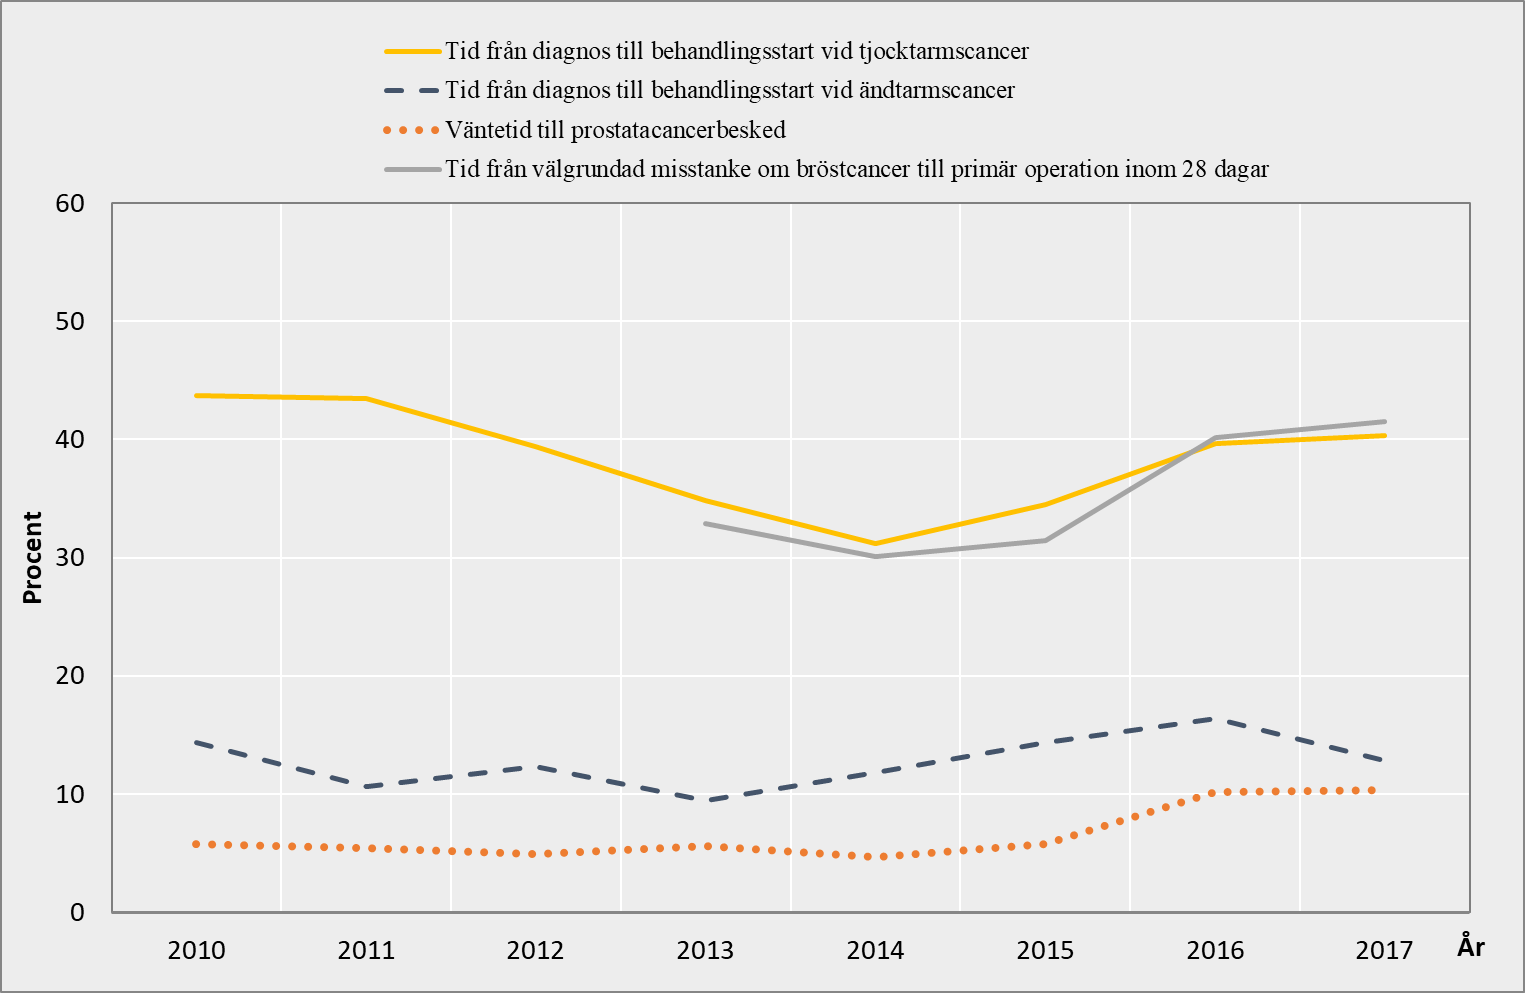 Tid från diagnos till behandlingsstart vid tjocktarmscancer
Tid från diagnos till behandlingsstart vid ändtarmscancer
Väntetid till prostatacancerbesked
Tid från välgrundad misstanke om bröstcancer till primär operation inom 28 dagar
60
50
40
30
20
10
0
Procent
2010 2011 2012 2013 2014 2015 2016 2017 År